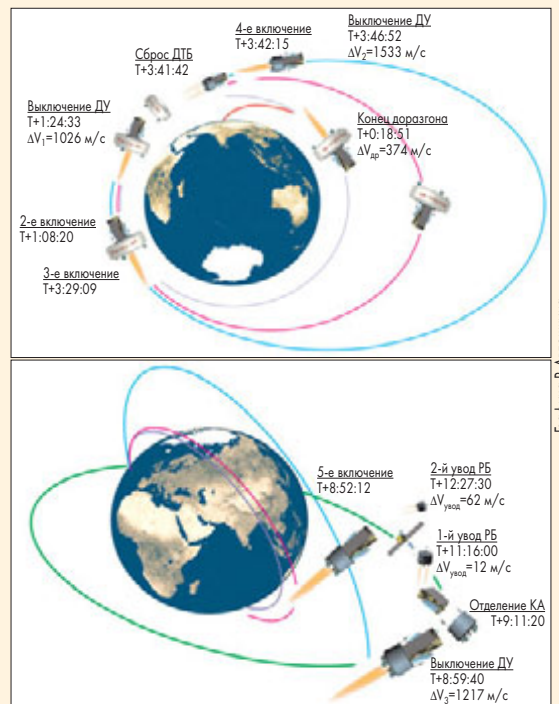 4-е включение
T+3:42:15
Выключение ДУ
T+3:46:52
ΔV₂=1533 м/с
Сброс ДТБ
T+3:41:42
Выключение ДУ
T+1:24:33
ΔV₁=1026 м/с
Конец доразгона
T+0:18:51
ΔVдр=374 м/с
2-е включение
T+1:08:20
3-е включение
T+3:29:09
5-е включение
T+8:52:12
2-й увод РБ
T+12:27:30
ΔVувод=62 м/с
1-й увод РБ
T+11:16:00
ΔVувод=12 м/с
Отделение КА
T+9:11:20
Выключение ДУ
T+8:59:40
ΔV₃=1217 м/с